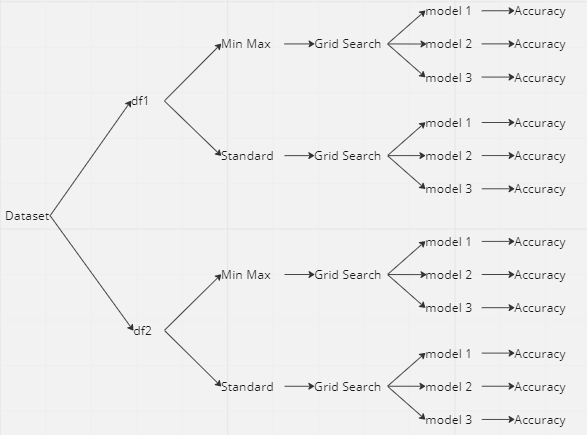 model 1 Accuracy
Min Max Grid Search model 2 Accuracy
model 3 Accuracy
df1
model 1 Accuracy
Standard Grid Search model 2 Accuracy
model 3 Accuracy
Dataset
model 1 Accuracy
Min Max Grid Search model 2 Accuracy
model 3 Accuracy
df2
model 1 Accuracy
Standard Grid Search model 2 Accuracy
model 3 Accuracy